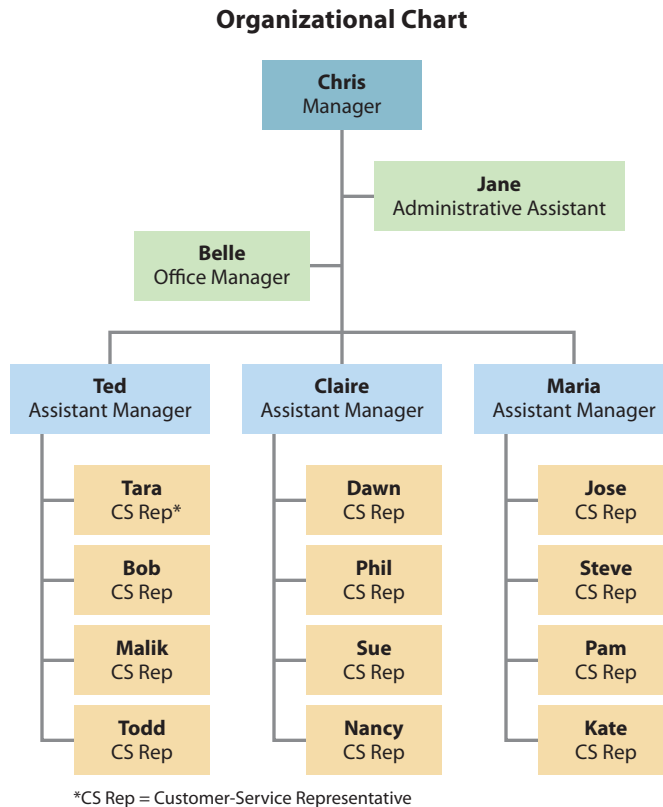 Organizational Chart
Chris
Manager
Jane
Administrative Assistant
Belle
Office Manager
Ted
Assistant Manager
Claire
Assistant Manager
Maria
Assistant Manager
Tara
CS Rep*
Dawn
CS Rep
Jose
CS Rep
Bob
CS Rep
Phil
CS Rep
Steve
CS Rep
Malik
CS Rep
Sue
CS Rep
Pam
CS Rep
Todd
CS Rep
Nancy
CS Rep
Kate
CS Rep
*CS Rep = Customer-Service Representative